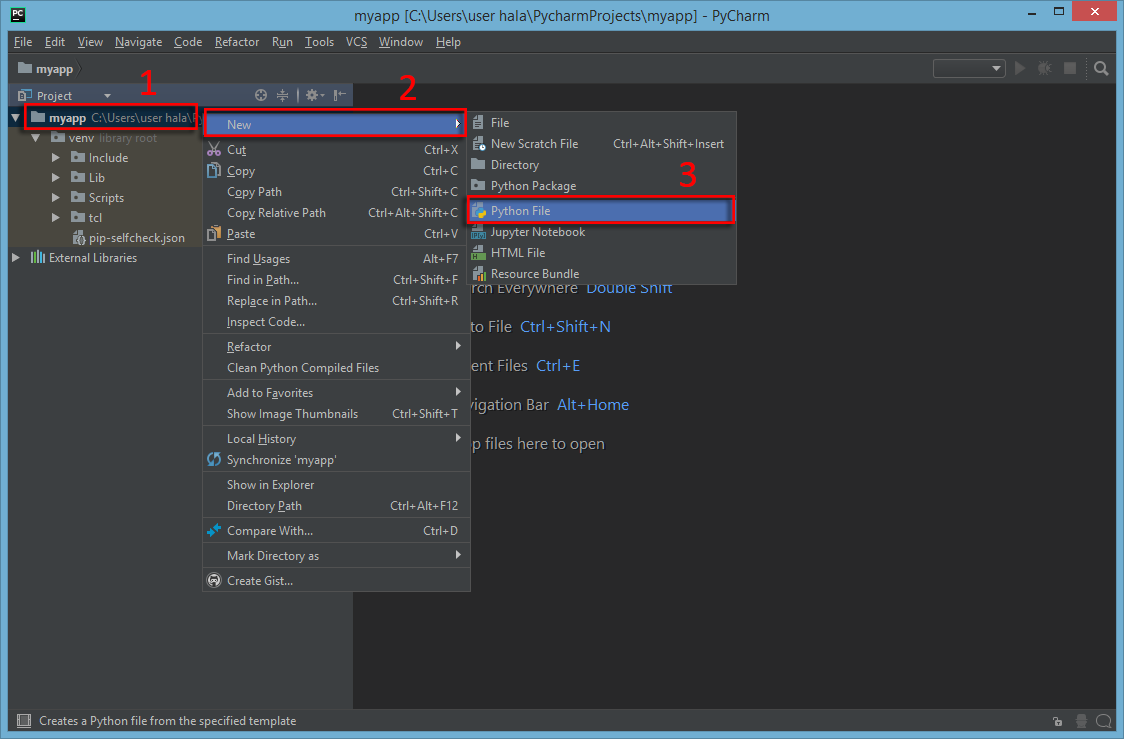 PC
myapp [C:\Users\user hala\PycharmProjects\myapp] - PyCharm
File Edit View Navigate Code Refactor Run Tools VCS Window Help
myapp
Project
1
2
3
myapp C:\Users\user hala\
venv library root
Include
Lib
Scripts
tcl
pip-selfcheck.json
External Libraries
New
Cut Ctrl+X
Copy Ctrl+C
Copy Path Ctrl+Shift+C
Copy Relative Path Ctrl+Alt+Shift+C
Paste Ctrl+V
Find Usages Alt+F7
Find in Path... Ctrl+Shift+F
Replace in Path... Ctrl+Shift+R
Inspect Code...
Refactor
Clean Python Compiled Files
Add to Favorites
Show Image Thumbnails Ctrl+Shift+T
Local History
Synchronize 'myapp'
Show in Explorer
Directory Path Ctrl+Alt+F12
Compare With... Ctrl+D
Mark Directory as
Create Gist...
File
New Scratch File Ctrl+Alt+Shift+Insert
Directory
Python Package
Python File
Jupyter Notebook
HTML File
Resource Bundle
rch Everywhere Double Shift
to File Ctrl+Shift+N
ent Files Ctrl+E
vigation Bar Alt+Home
p files here to open
Creates a Python file from the specified template